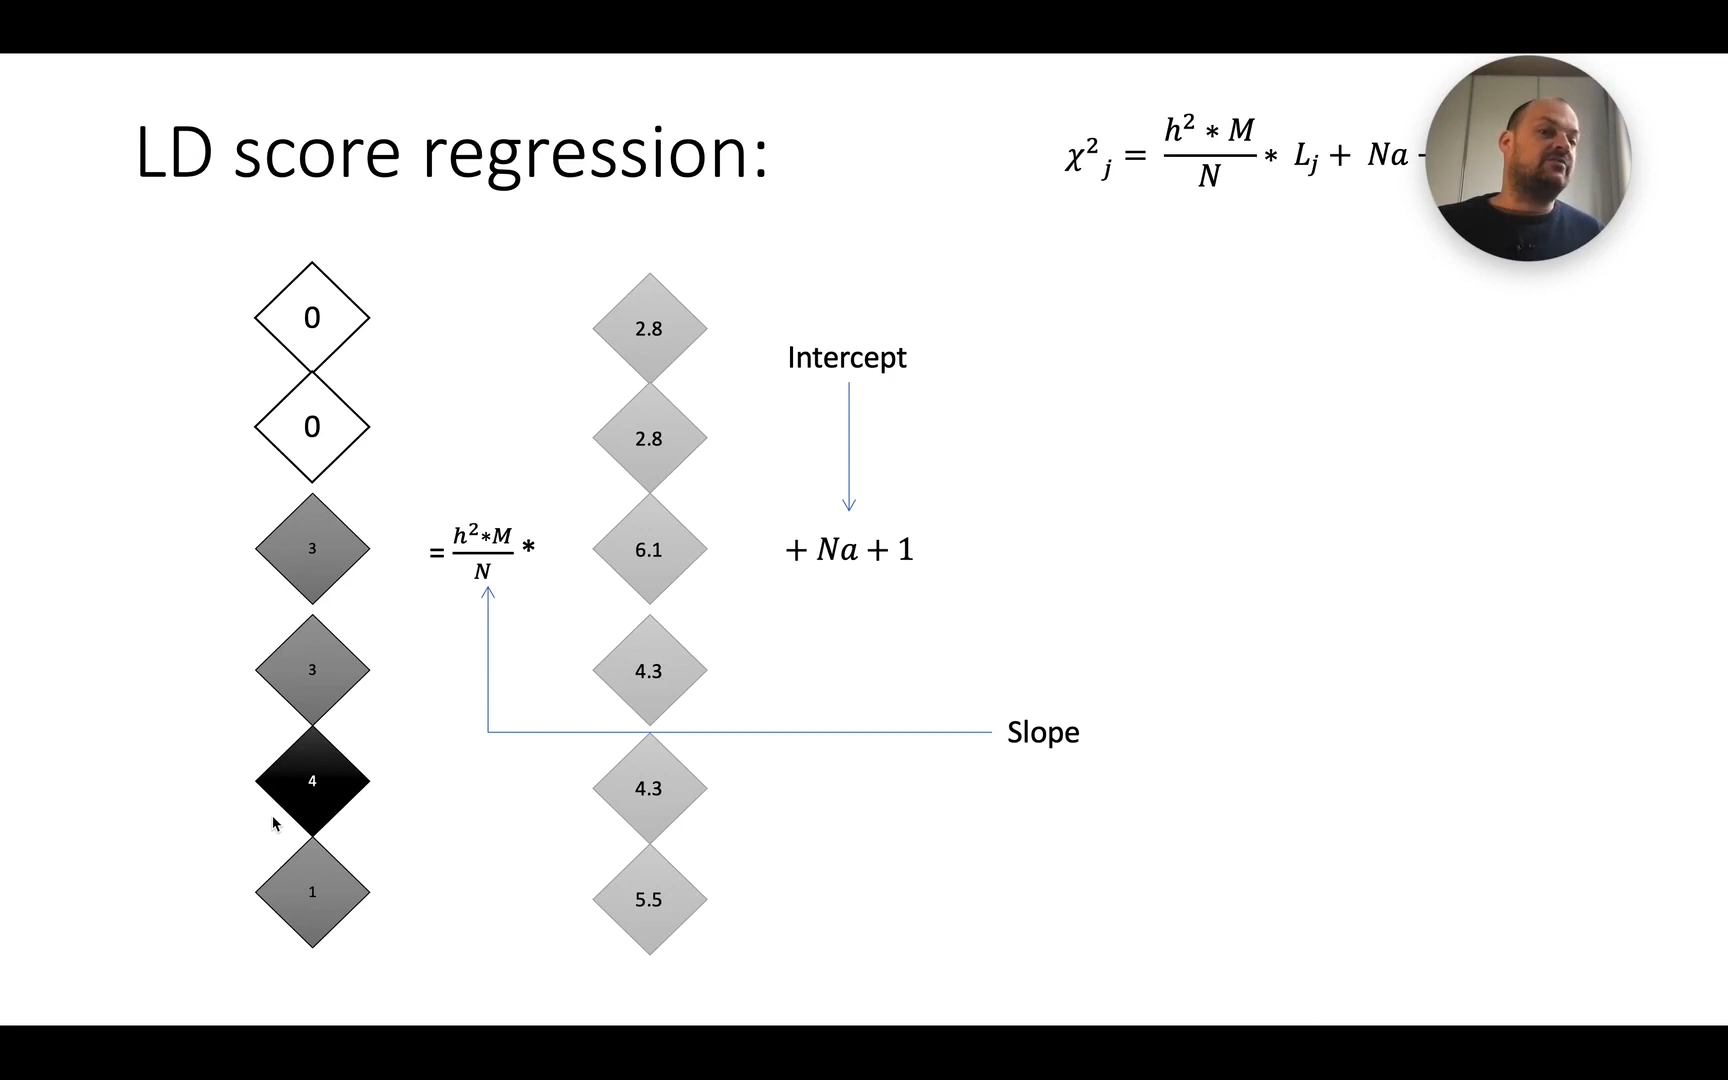 LD score regression:
χ²ⱼ = h² * M / N * Lⱼ + Na -
0
0
3
3
4
1
= h²*M / N *
2.8
2.8
6.1
4.3
4.3
5.5
Intercept
+ Na + 1
Slope